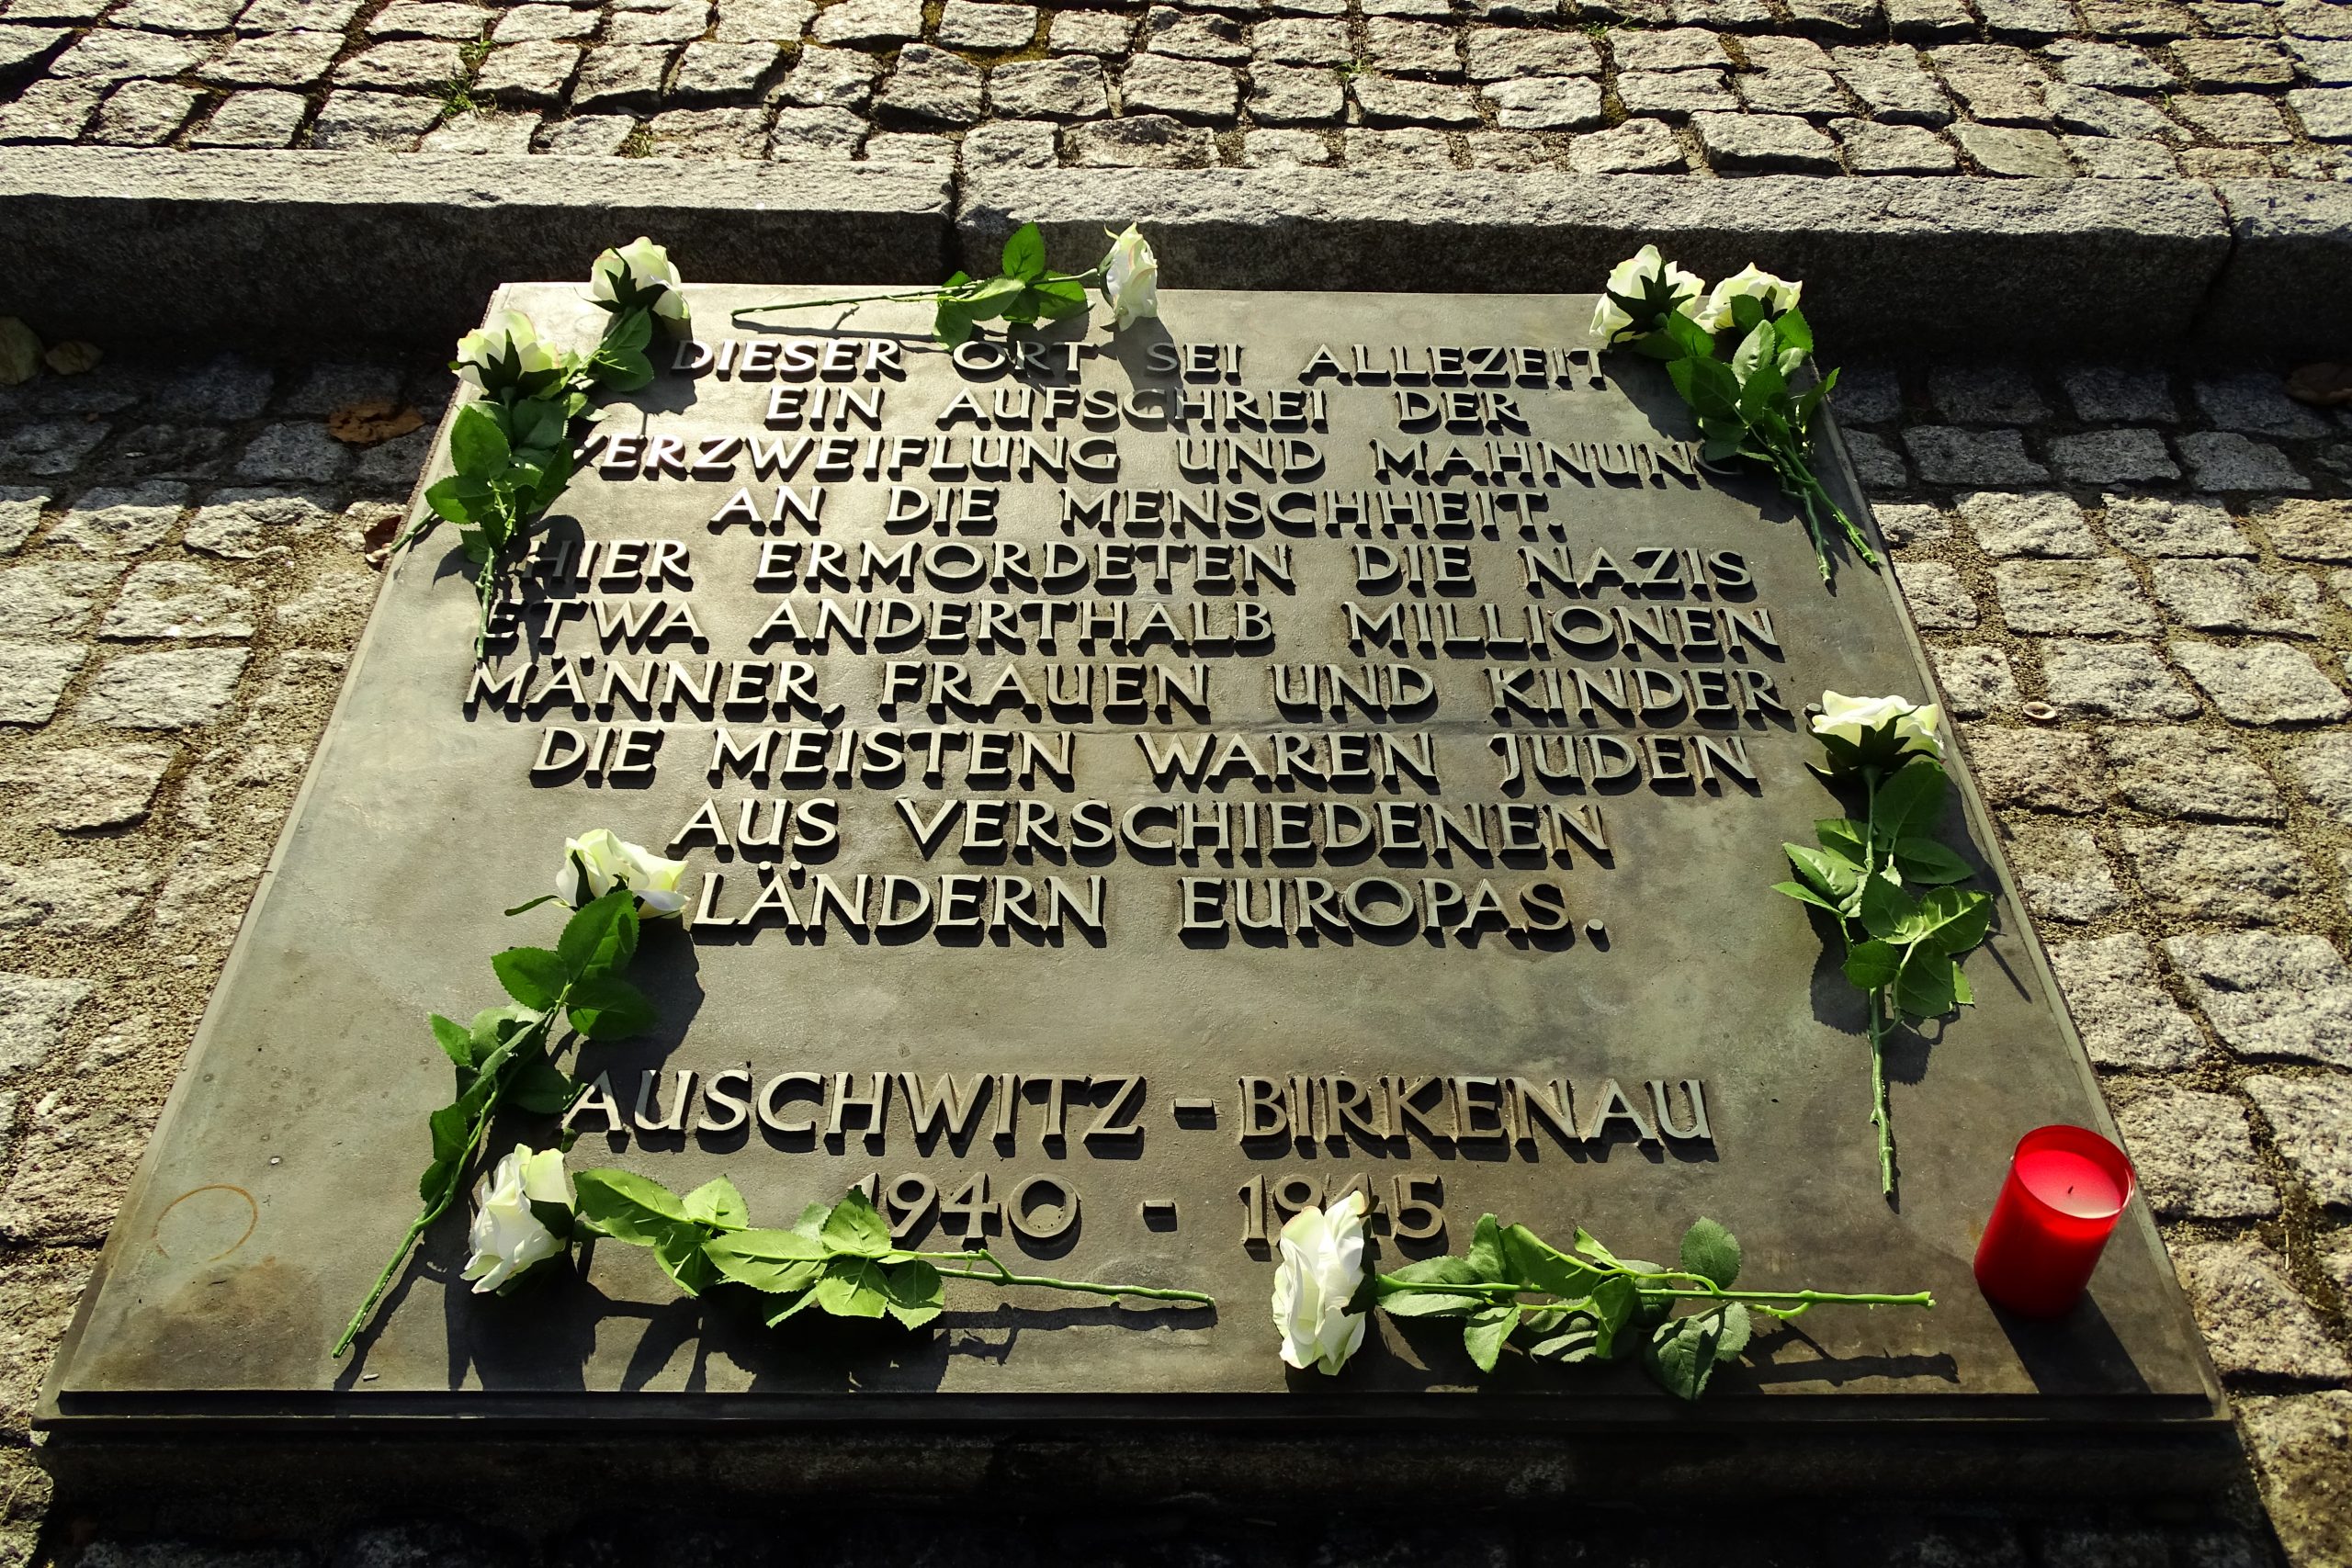 DIESER ORT SEI ALLEZEIT
EIN AUFSCHREI DER
VERZWEIFLUNG UND MAHNUNG
AN DIE MENSCHHEIT.
HIER ERMORDETEN DIE NAZIS
ETWA ANDERTHALB MILLIONEN
MÄNNER, FRAUEN UND KINDER.
DIE MEISTEN WAREN JUDEN
AUS VERSCHIEDENEN
LÄNDERN EUROPAS.
AUSCHWITZ - BIRKENAU
1940 - 1945